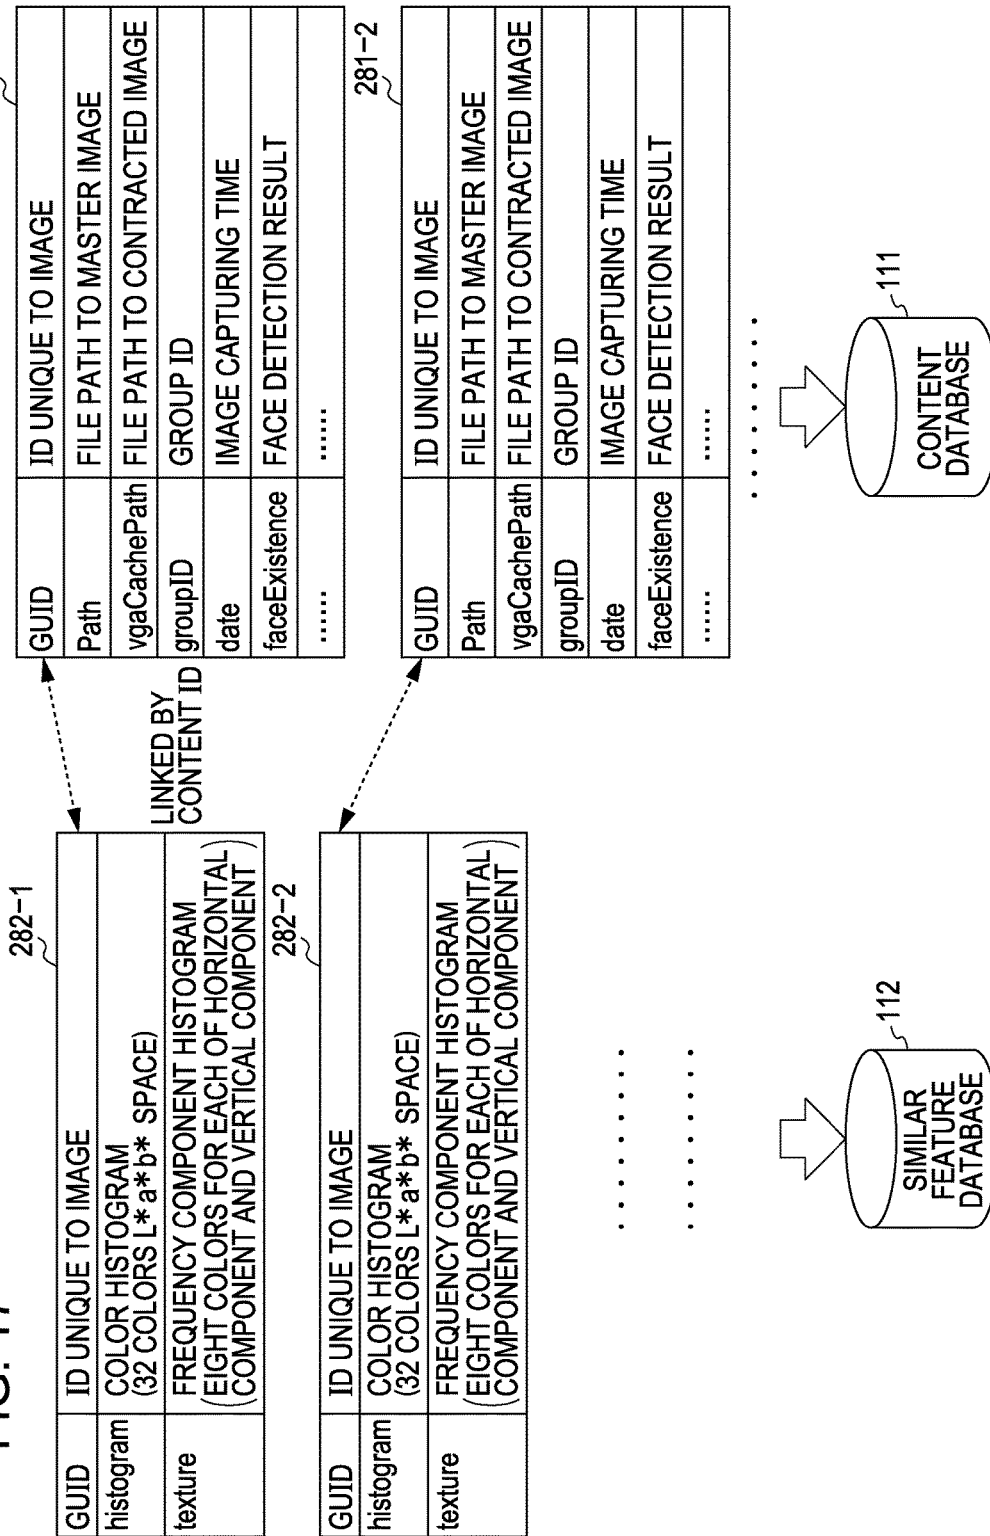 FIG. 17
282-1
GUID ID UNIQUE TO IMAGE
histogram COLOR HISTOGRAM
(32 COLORS L*a*b* SPACE)
texture FREQUENCY COMPONENT HISTOGRAM
(EIGHT COLORS FOR EACH OF HORIZONTAL
COMPONENT AND VERTICAL COMPONENT)
LINKED BY
CONTENT ID
GUID ID UNIQUE TO IMAGE
Path FILE PATH TO MASTER IMAGE
vgaCachePath FILE PATH TO CONTRACTED IMAGE
groupID GROUP ID
date IMAGE CAPTURING TIME
faceExistence FACE DETECTION RESULT
...... ......
282-2
GUID ID UNIQUE TO IMAGE
histogram COLOR HISTOGRAM
(32 COLORS L*a*b* SPACE)
texture FREQUENCY COMPONENT HISTOGRAM
(EIGHT COLORS FOR EACH OF HORIZONTAL
COMPONENT AND VERTICAL COMPONENT)
281-2
GUID ID UNIQUE TO IMAGE
Path FILE PATH TO MASTER IMAGE
vgaCachePath FILE PATH TO CONTRACTED IMAGE
groupID GROUP ID
date IMAGE CAPTURING TIME
faceExistence FACE DETECTION RESULT
...... ......
112
SIMILAR
FEATURE
DATABASE
111
CONTENT
DATABASE